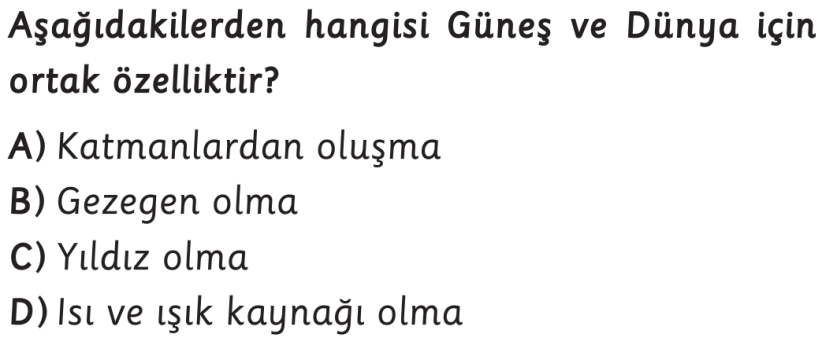 Aşağıdakilerden hangisi Güneş ve Dünya için
ortak özelliktir?
A) Katmanlardan oluşma
B) Gezegen olma
C) Yıldız olma
D) Isı ve ışık kaynağı olma